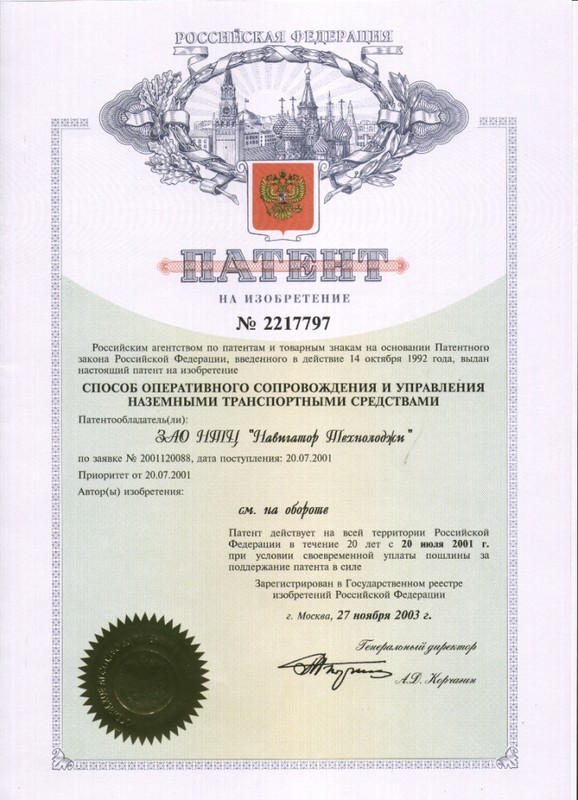 РОССИЙСКАЯ ФЕДЕРАЦИЯ
ПАТЕНТ
НА ИЗОБРЕТЕНИЕ
№ 2217797
Российским агентством по патентам и товарным знакам на основании Патентного
закона Российской Федерации, введенного в действие 14 октября 1992 года, выдан
настоящий патент на изобретение
СПОСОБ ОПЕРАТИВНОГО СОПРОВОЖДЕНИЯ И УПРАВЛЕНИЯ
НАЗЕМНЫМИ ТРАНСПОРТНЫМИ СРЕДСТВАМИ
Патентообладатель(ли):
ЗАО НТЦ "Навигатор Технолоджи"
по заявке № 2001120088, дата поступления: 20.07.2001
Приоритет от 20.07.2001
Автор(ы) изобретения:
см. на обороте
Патент действует на всей территории Российской
Федерации в течение 20 лет с 20 июля 2001 г.
при условии своевременной уплаты пошлины за
поддержание патента в силе
Зарегистрирован в Государственном реестре
изобретений Российской Федерации
г. Москва, 27 ноября 2003 г.
Генеральный директор
А.Д. Корчагин